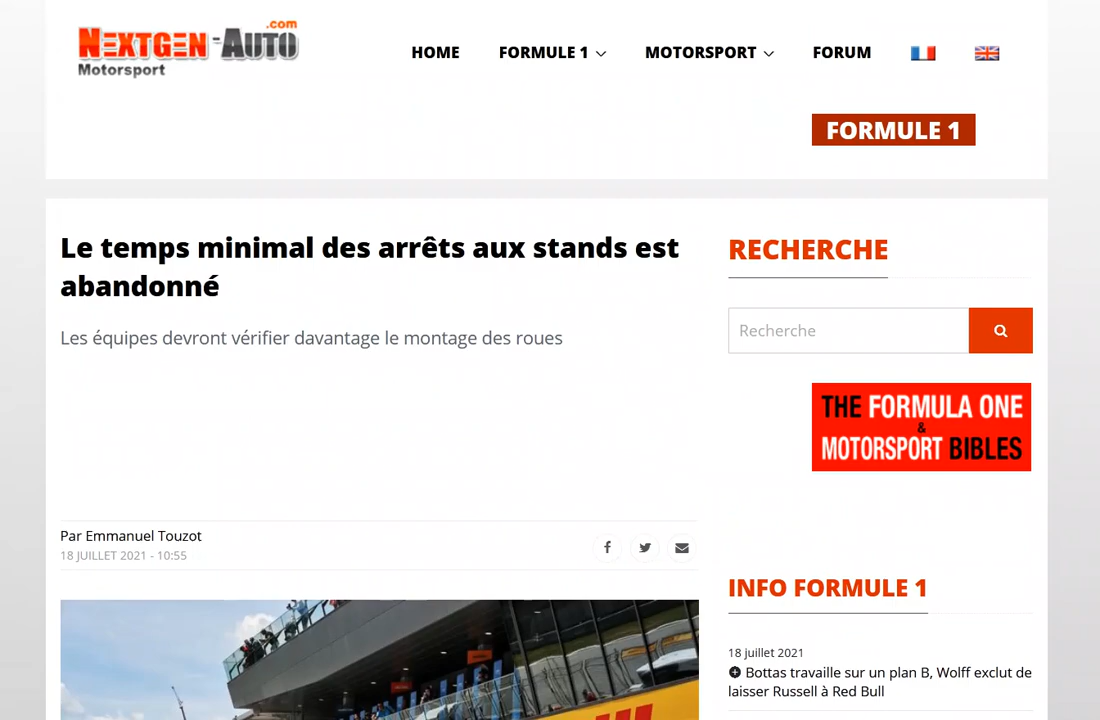 NEXTGEN-AUTO.com
Motorsport
HOME
FORMULE 1
MOTORSPORT
FORUM
FORMULE 1
Le temps minimal des arrêts aux stands est
abandonné
Les équipes devront vérifier davantage le montage des roues
Par Emmanuel Touzot
18 JUILLET 2021 - 10:55
RECHERCHE
Recherche
THE FORMULA ONE
&
MOTORSPORT BIBLES
INFO FORMULE 1
18 juillet 2021
Bottas travaille sur un plan B, Wolff exclut de
laisser Russell à Red Bull